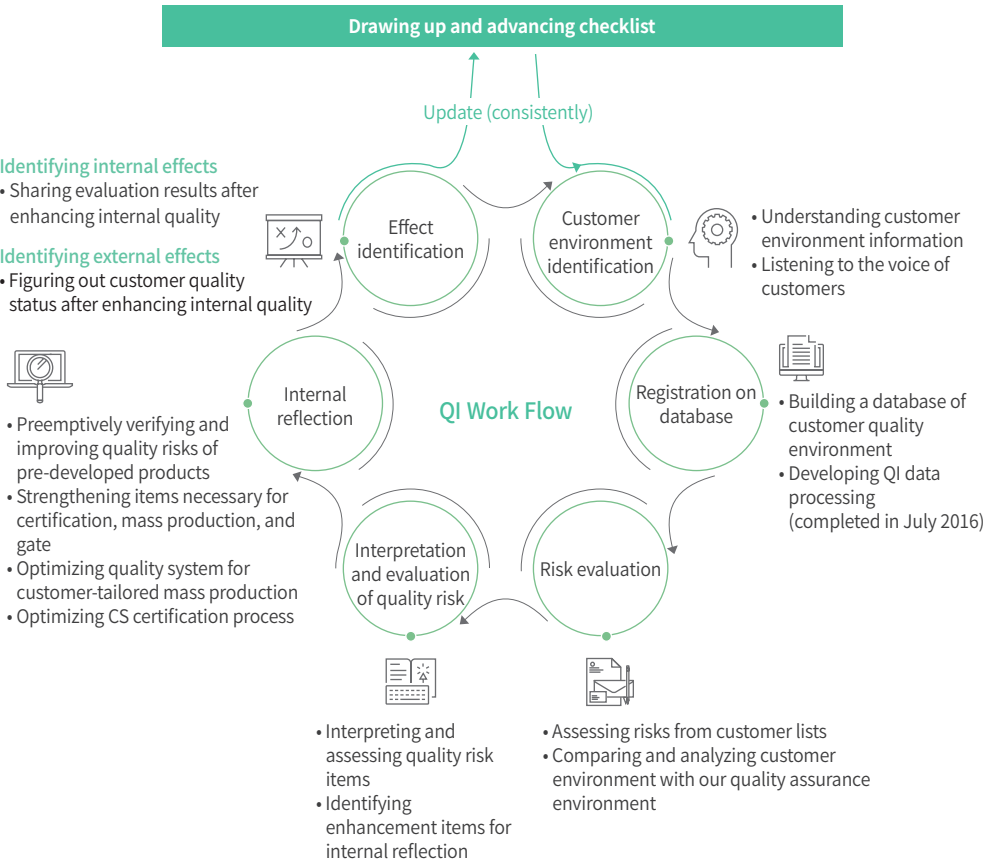 Drawing up and advancing checklist
Update (consistently)
Identifying internal effects
• Sharing evaluation results after
enhancing internal quality
Identifying external effects
• Figuring out customer quality
status after enhancing internal quality
Effect
identification
Customer
environment
identification
• Understanding customer
environment information
• Listening to the voice of
customers
Internal
reflection
QI Work Flow
Registration on
database
• Preemptively verifying and
improving quality risks of
pre-developed products
• Strengthening items necessary for
certification, mass production, and
gate
• Optimizing quality system for
customer-tailored mass production
• Optimizing CS certification process
• Building a database of
customer quality
environment
• Developing QI data
processing
(completed in July 2016)
Interpretation
and evaluation
of quality risk
Risk evaluation
• Interpreting and
assessing quality risk
items
• Identifying
enhancement items for
internal reflection
• Assessing risks from customer lists
• Comparing and analyzing customer
environment with our quality assurance
environment